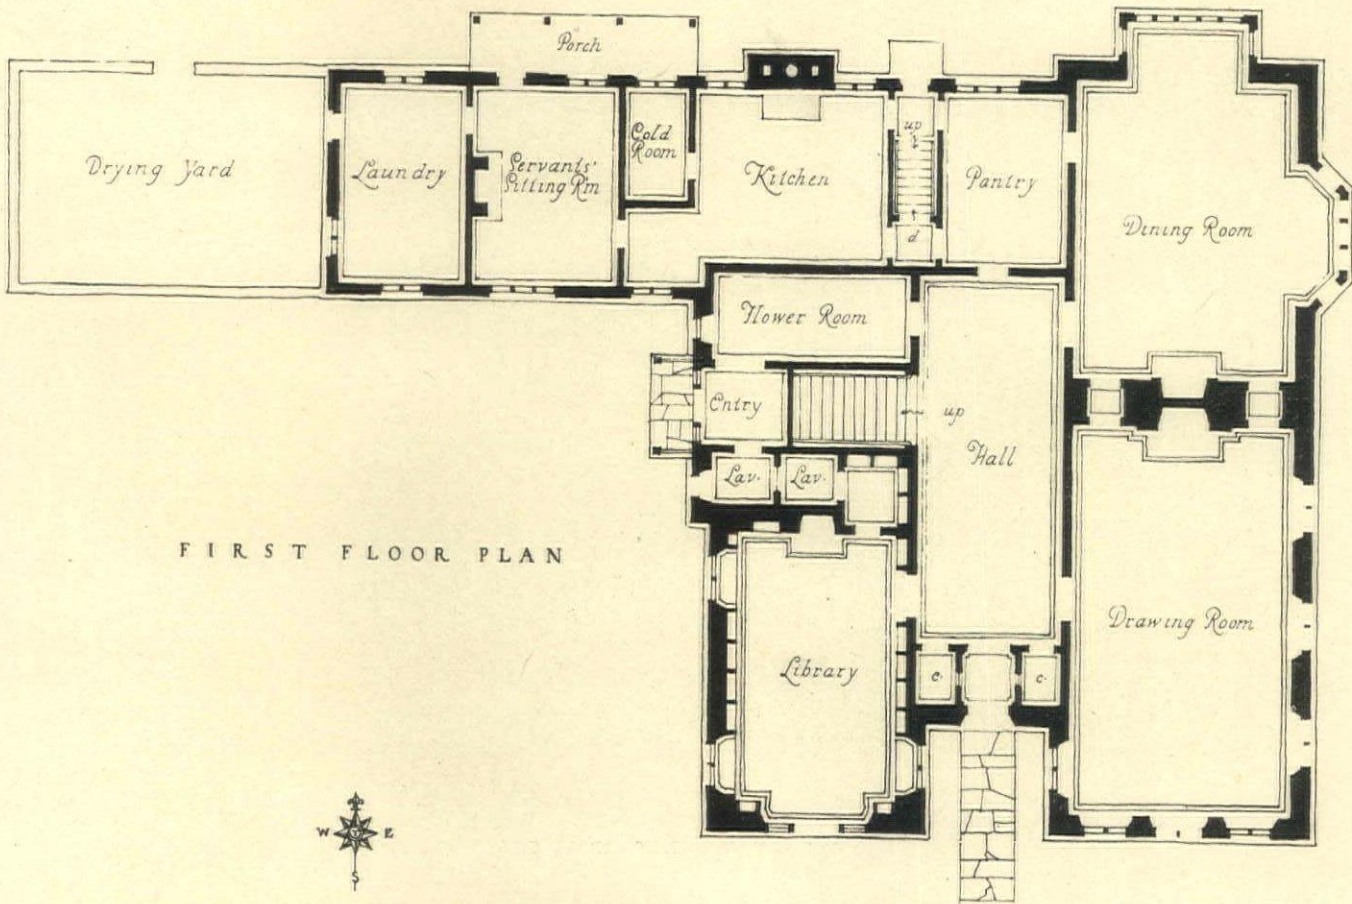 Porch
Drying Yard
Laundry
Servants'
Sitting Rm
Cold
Room
Kitchen
up
d
Pantry
Dining Room
Flower Room
Entry
up
Hall
Lav.
Lav.
FIRST FLOOR PLAN
Library
c.
c.
Drawing Room
W E
S